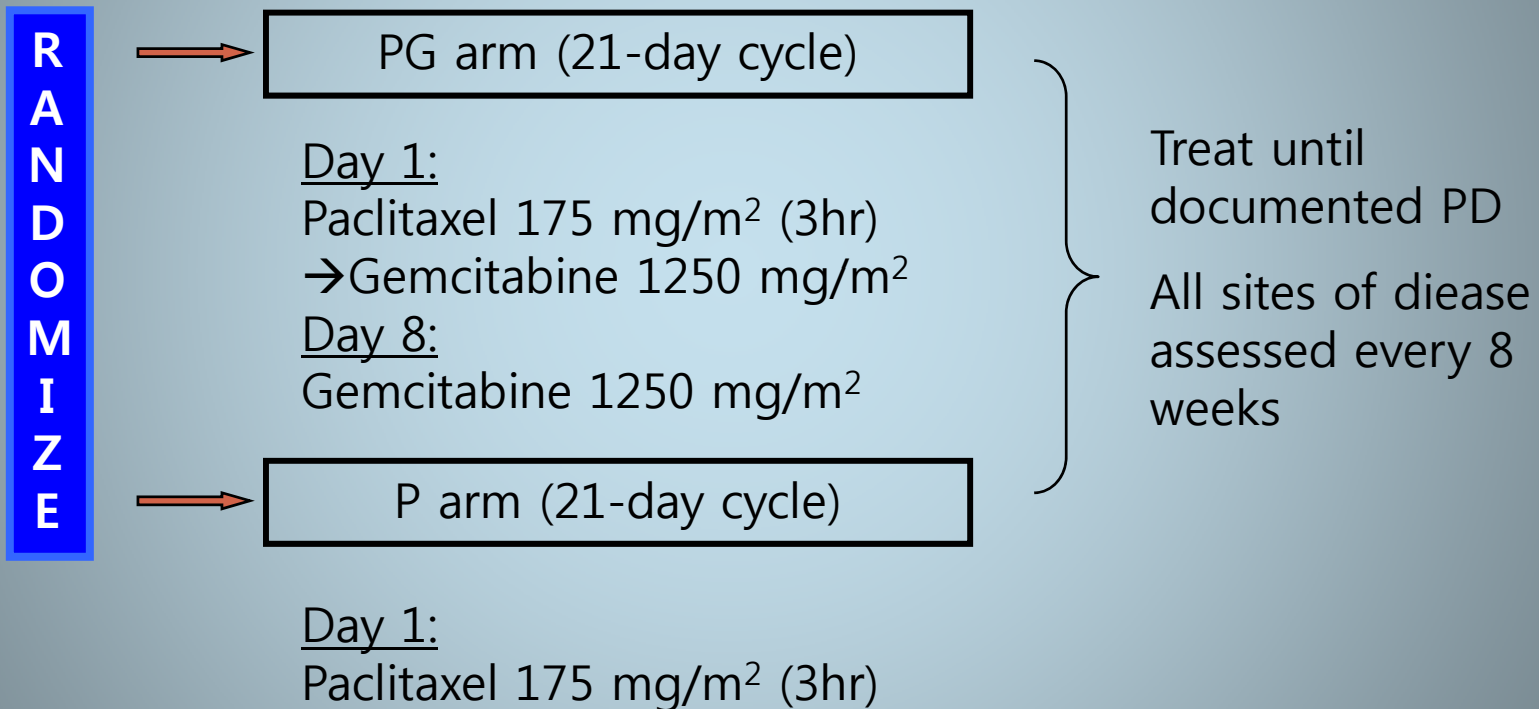 RANDOMIZE
PG arm (21-day cycle)
Day 1:
Paclitaxel 175 mg/m² (3hr)
→Gemcitabine 1250 mg/m²
Day 8:
Gemcitabine 1250 mg/m²
P arm (21-day cycle)
Day 1:
Paclitaxel 175 mg/m² (3hr)
Treat until
documented PD
All sites of diease
assessed every 8
weeks